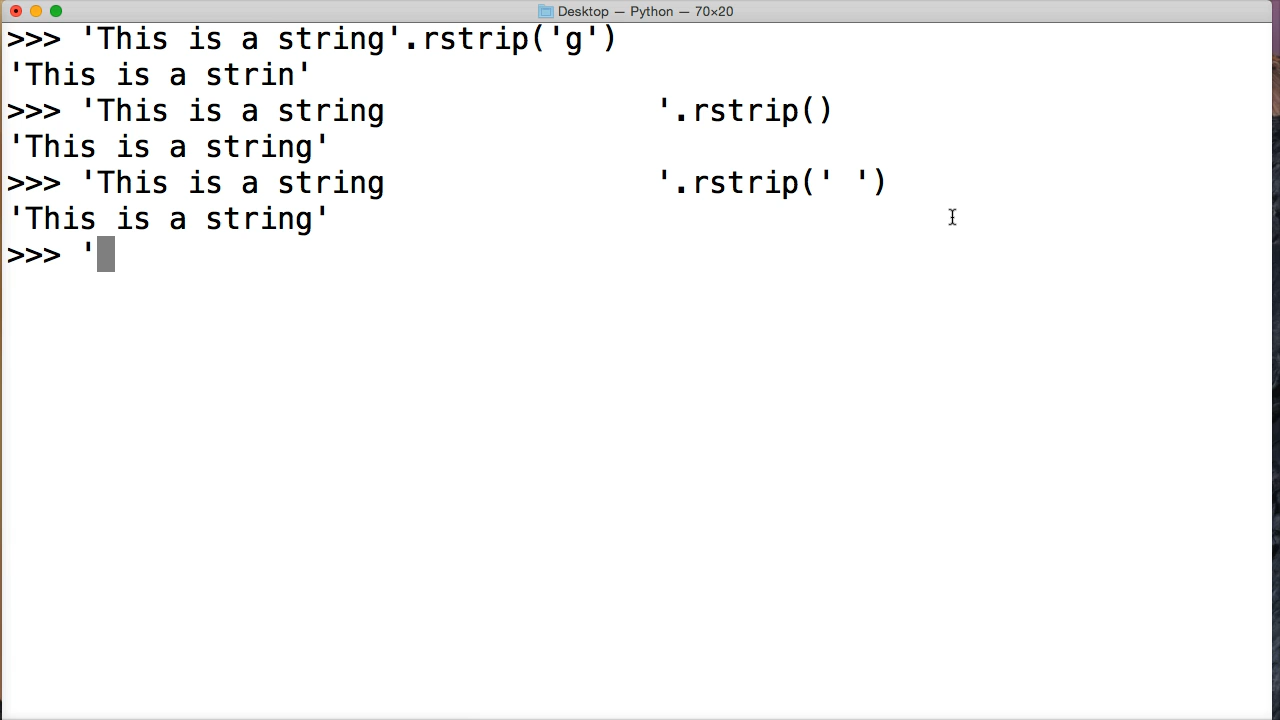 Desktop — Python — 70×20
>>> 'This is a string'.rstrip('g')
'This is a strin'
>>> 'This is a string               '.rstrip()
'This is a string'
>>> 'This is a string               '.rstrip(' ')
'This is a string'
>>> '